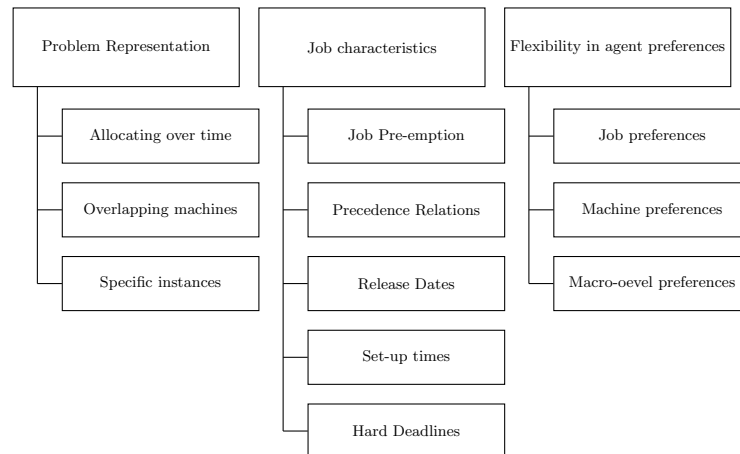 Problem Representation
Allocating over time
Overlapping machines
Specific instances
Job characteristics
Job Pre-emption
Precedence Relations
Release Dates
Set-up times
Hard Deadlines
Flexibility in agent preferences
Job preferences
Machine preferences
Macro-oevel preferences